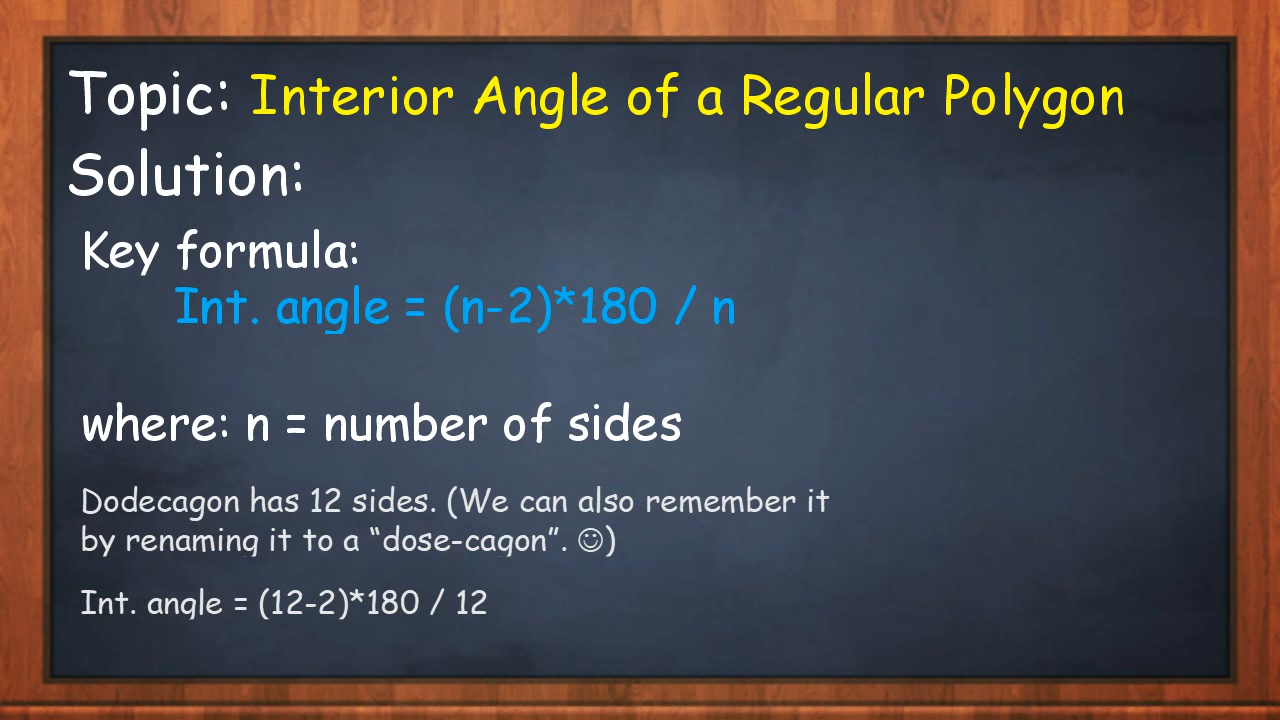 Topic: Interior Angle of a Regular Polygon
Solution:
Key formula:
Int. angle = (n-2)*180 / n
where: n = number of sides
Dodecagon has 12 sides. (We can also remember it
by renaming it to a “dose-cagon”. ☺)
Int. angle = (12-2)*180 / 12